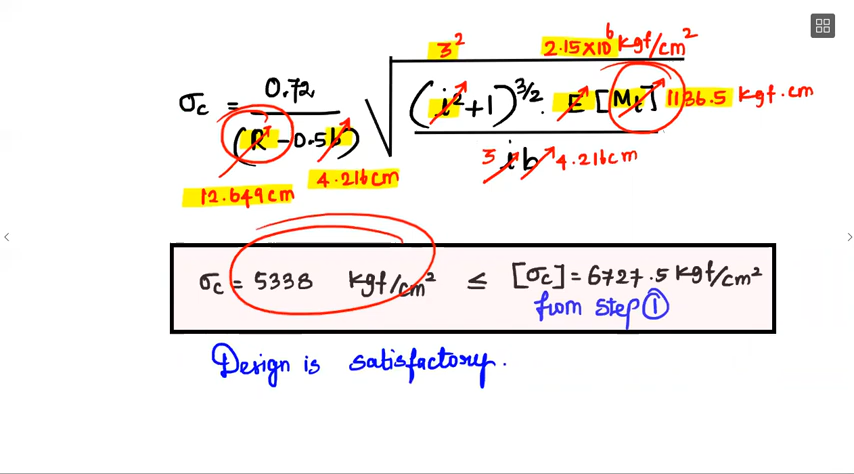 3² 2.15×10⁶ kgf/cm²
σc = 0.72 / (R - 0.5b) √((i²+1)^3/2 · E [Mt] / ib)
1136.5 kgf.cm
3 4.216cm
12.649cm 4.216cm
σc = 5338 kgf/cm² ≤ [σc] = 6727.5 kgf/cm²
from step ①
Design is satisfactory.